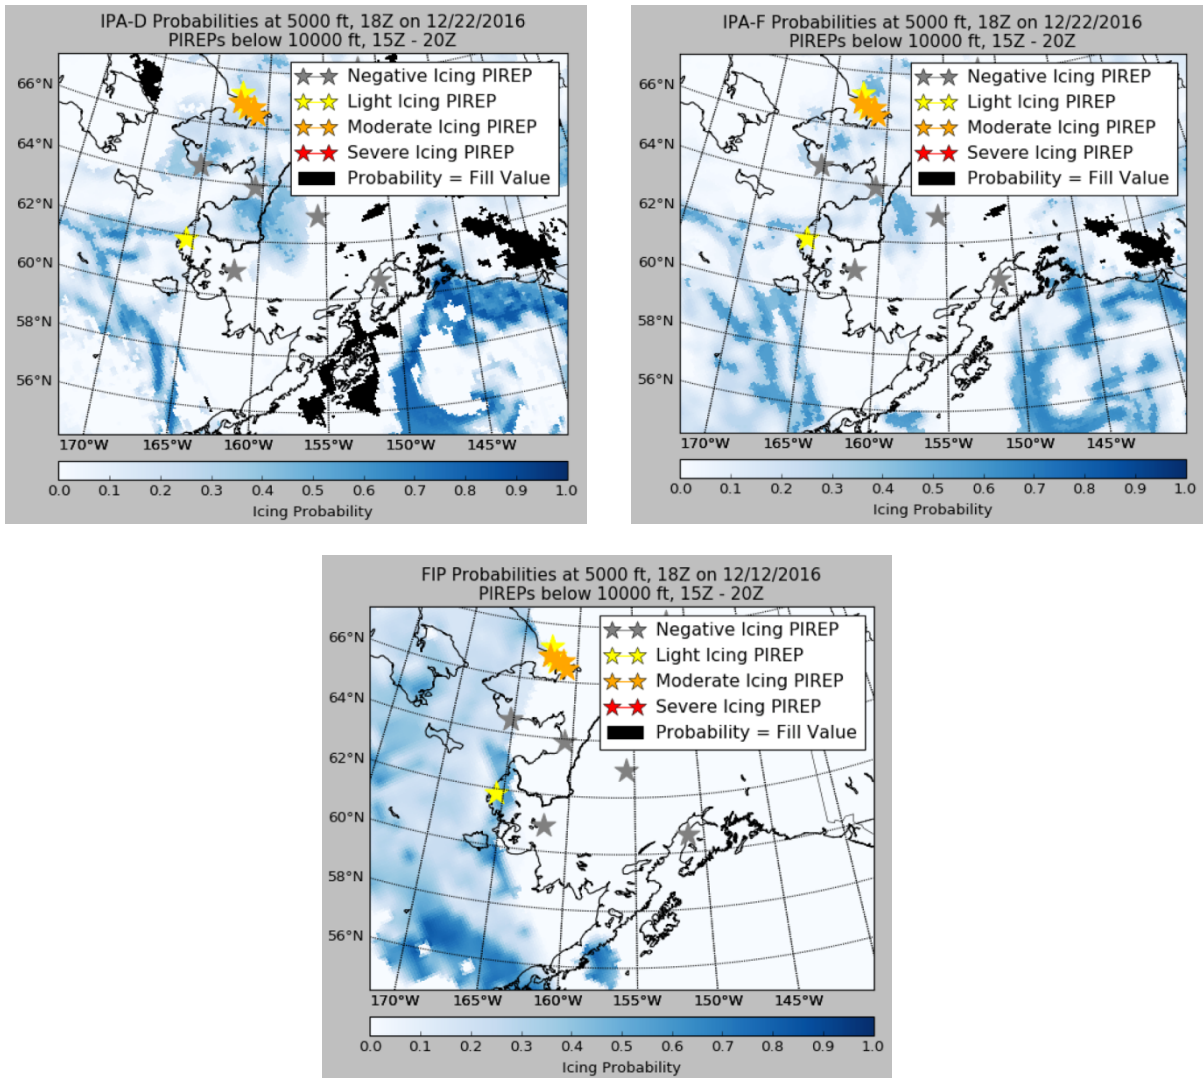 IPA-D Probabilities at 5000 ft, 18Z on 12/22/2016
PIREPs below 10000 ft, 15Z - 20Z
Negative Icing PIREP
Light Icing PIREP
Moderate Icing PIREP
Severe Icing PIREP
Probability = Fill Value
66°N
64°N
62°N
60°N
58°N
56°N
170°W 165°W 160°W 155°W 150°W 145°W
0.0 0.1 0.2 0.3 0.4 0.5 0.6 0.7 0.8 0.9 1.0
Icing Probability
IPA-F Probabilities at 5000 ft, 18Z on 12/22/2016
PIREPs below 10000 ft, 15Z - 20Z
Negative Icing PIREP
Light Icing PIREP
Moderate Icing PIREP
Severe Icing PIREP
Probability = Fill Value
66°N
64°N
62°N
60°N
58°N
56°N
170°W 165°W 160°W 155°W 150°W 145°W
0.0 0.1 0.2 0.3 0.4 0.5 0.6 0.7 0.8 0.9 1.0
Icing Probability
FIP Probabilities at 5000 ft, 18Z on 12/12/2016
PIREPs below 10000 ft, 15Z - 20Z
Negative Icing PIREP
Light Icing PIREP
Moderate Icing PIREP
Severe Icing PIREP
Probability = Fill Value
66°N
64°N
62°N
60°N
58°N
56°N
170°W 165°W 160°W 155°W 150°W 145°W
0.0 0.1 0.2 0.3 0.4 0.5 0.6 0.7 0.8 0.9 1.0
Icing Probability